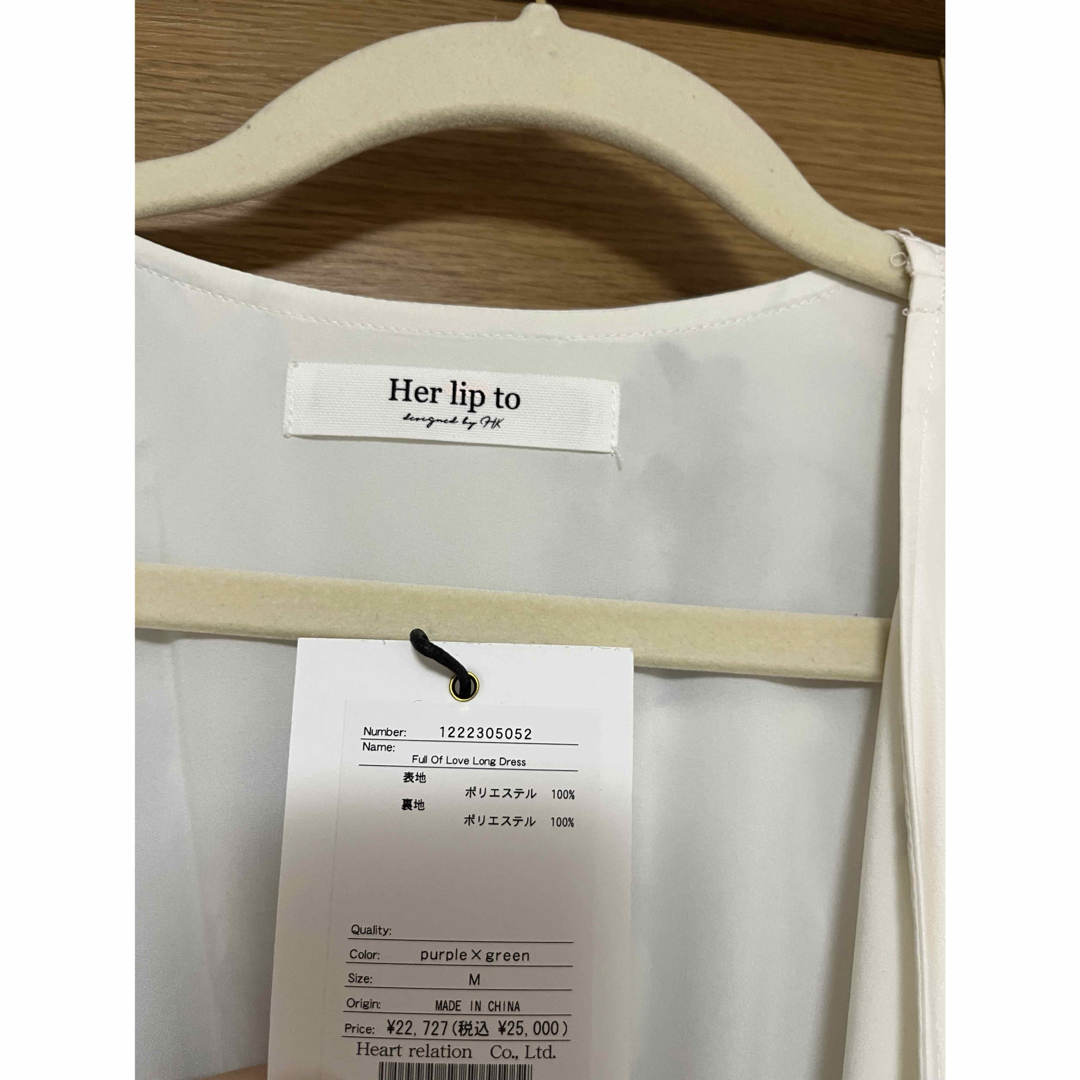 Her lip to
designed by HK
Number: 1222305052
Name:
Full Of Love Long Dress
表地
ポリエステル 100%
裏地
ポリエステル 100%
Quality:
Color: purple×green
Size: M
Origin: MADE IN CHINA
Price: ¥22,727(税込 ¥25,000)
Heart relation Co., Ltd.